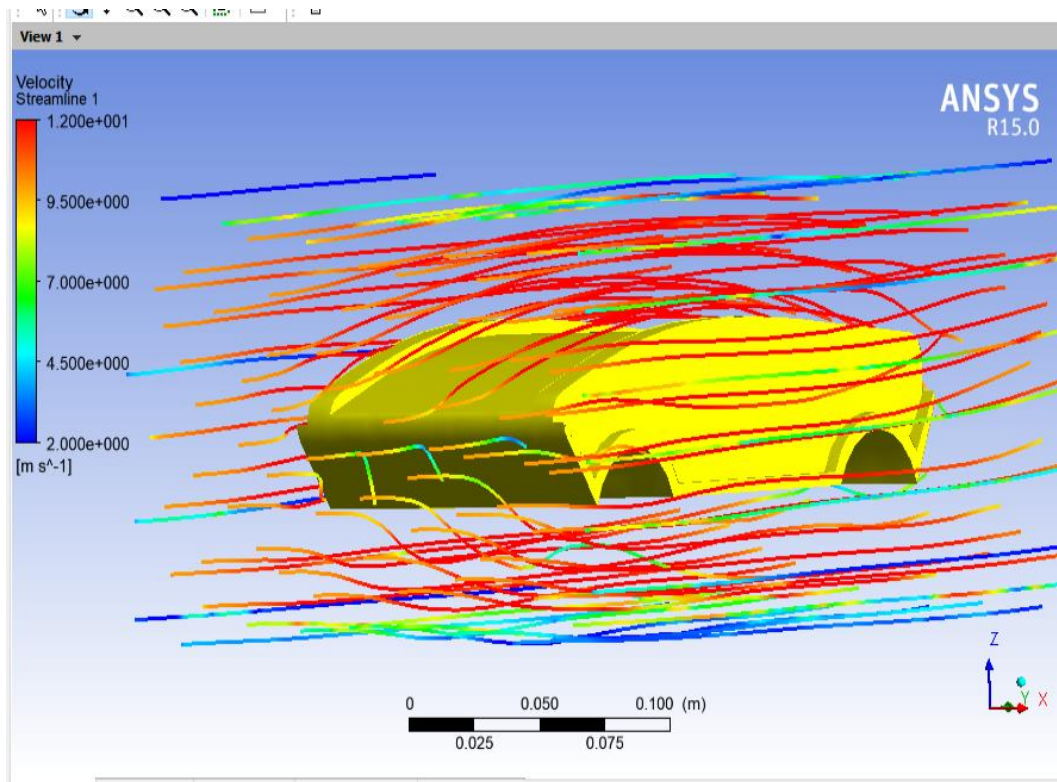 View 1
Velocity
Streamline 1
ANSYS
R15.0
1.200e+001
9.500e+000
7.000e+000
4.500e+000
2.000e+000
[m s^-1]
Z
Y
X
0 0.050 0.100 (m)
0.025 0.075